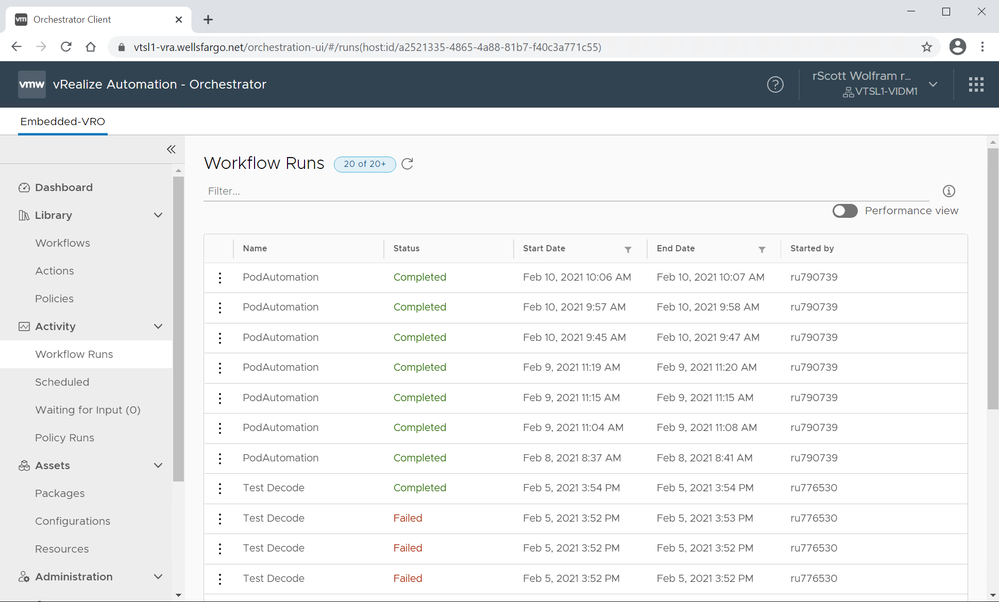 vm Orchestrator Client
vtsl1-vra.wellsfargo.net/orchestration-ui/#/runs(host:id/a2521335-4865-4a88-81b7-f40c3a771c55)
vmw vRealize Automation - Orchestrator
rScott Wolfram r...
VTSL1-VIDM1
Embedded-VRO
Dashboard
Library
Workflows
Actions
Policies
Activity
Workflow Runs
Scheduled
Waiting for Input (0)
Policy Runs
Assets
Packages
Configurations
Resources
Administration
Workflow Runs 20 of 20+
Filter...
Performance view
Name Status Start Date End Date Started by
PodAutomation Completed Feb 10, 2021 10:06 AM Feb 10, 2021 10:07 AM ru790739
PodAutomation Completed Feb 10, 2021 9:57 AM Feb 10, 2021 9:58 AM ru790739
PodAutomation Completed Feb 10, 2021 9:45 AM Feb 10, 2021 9:47 AM ru790739
PodAutomation Completed Feb 9, 2021 11:19 AM Feb 9, 2021 11:20 AM ru790739
PodAutomation Completed Feb 9, 2021 11:15 AM Feb 9, 2021 11:15 AM ru790739
PodAutomation Completed Feb 9, 2021 11:04 AM Feb 9, 2021 11:08 AM ru790739
PodAutomation Completed Feb 8, 2021 8:37 AM Feb 8, 2021 8:41 AM ru790739
Test Decode Completed Feb 5, 2021 3:54 PM Feb 5, 2021 3:54 PM ru776530
Test Decode Failed Feb 5, 2021 3:52 PM Feb 5, 2021 3:53 PM ru776530
Test Decode Failed Feb 5, 2021 3:52 PM Feb 5, 2021 3:52 PM ru776530
Test Decode Failed Feb 5, 2021 3:52 PM Feb 5, 2021 3:52 PM ru776530